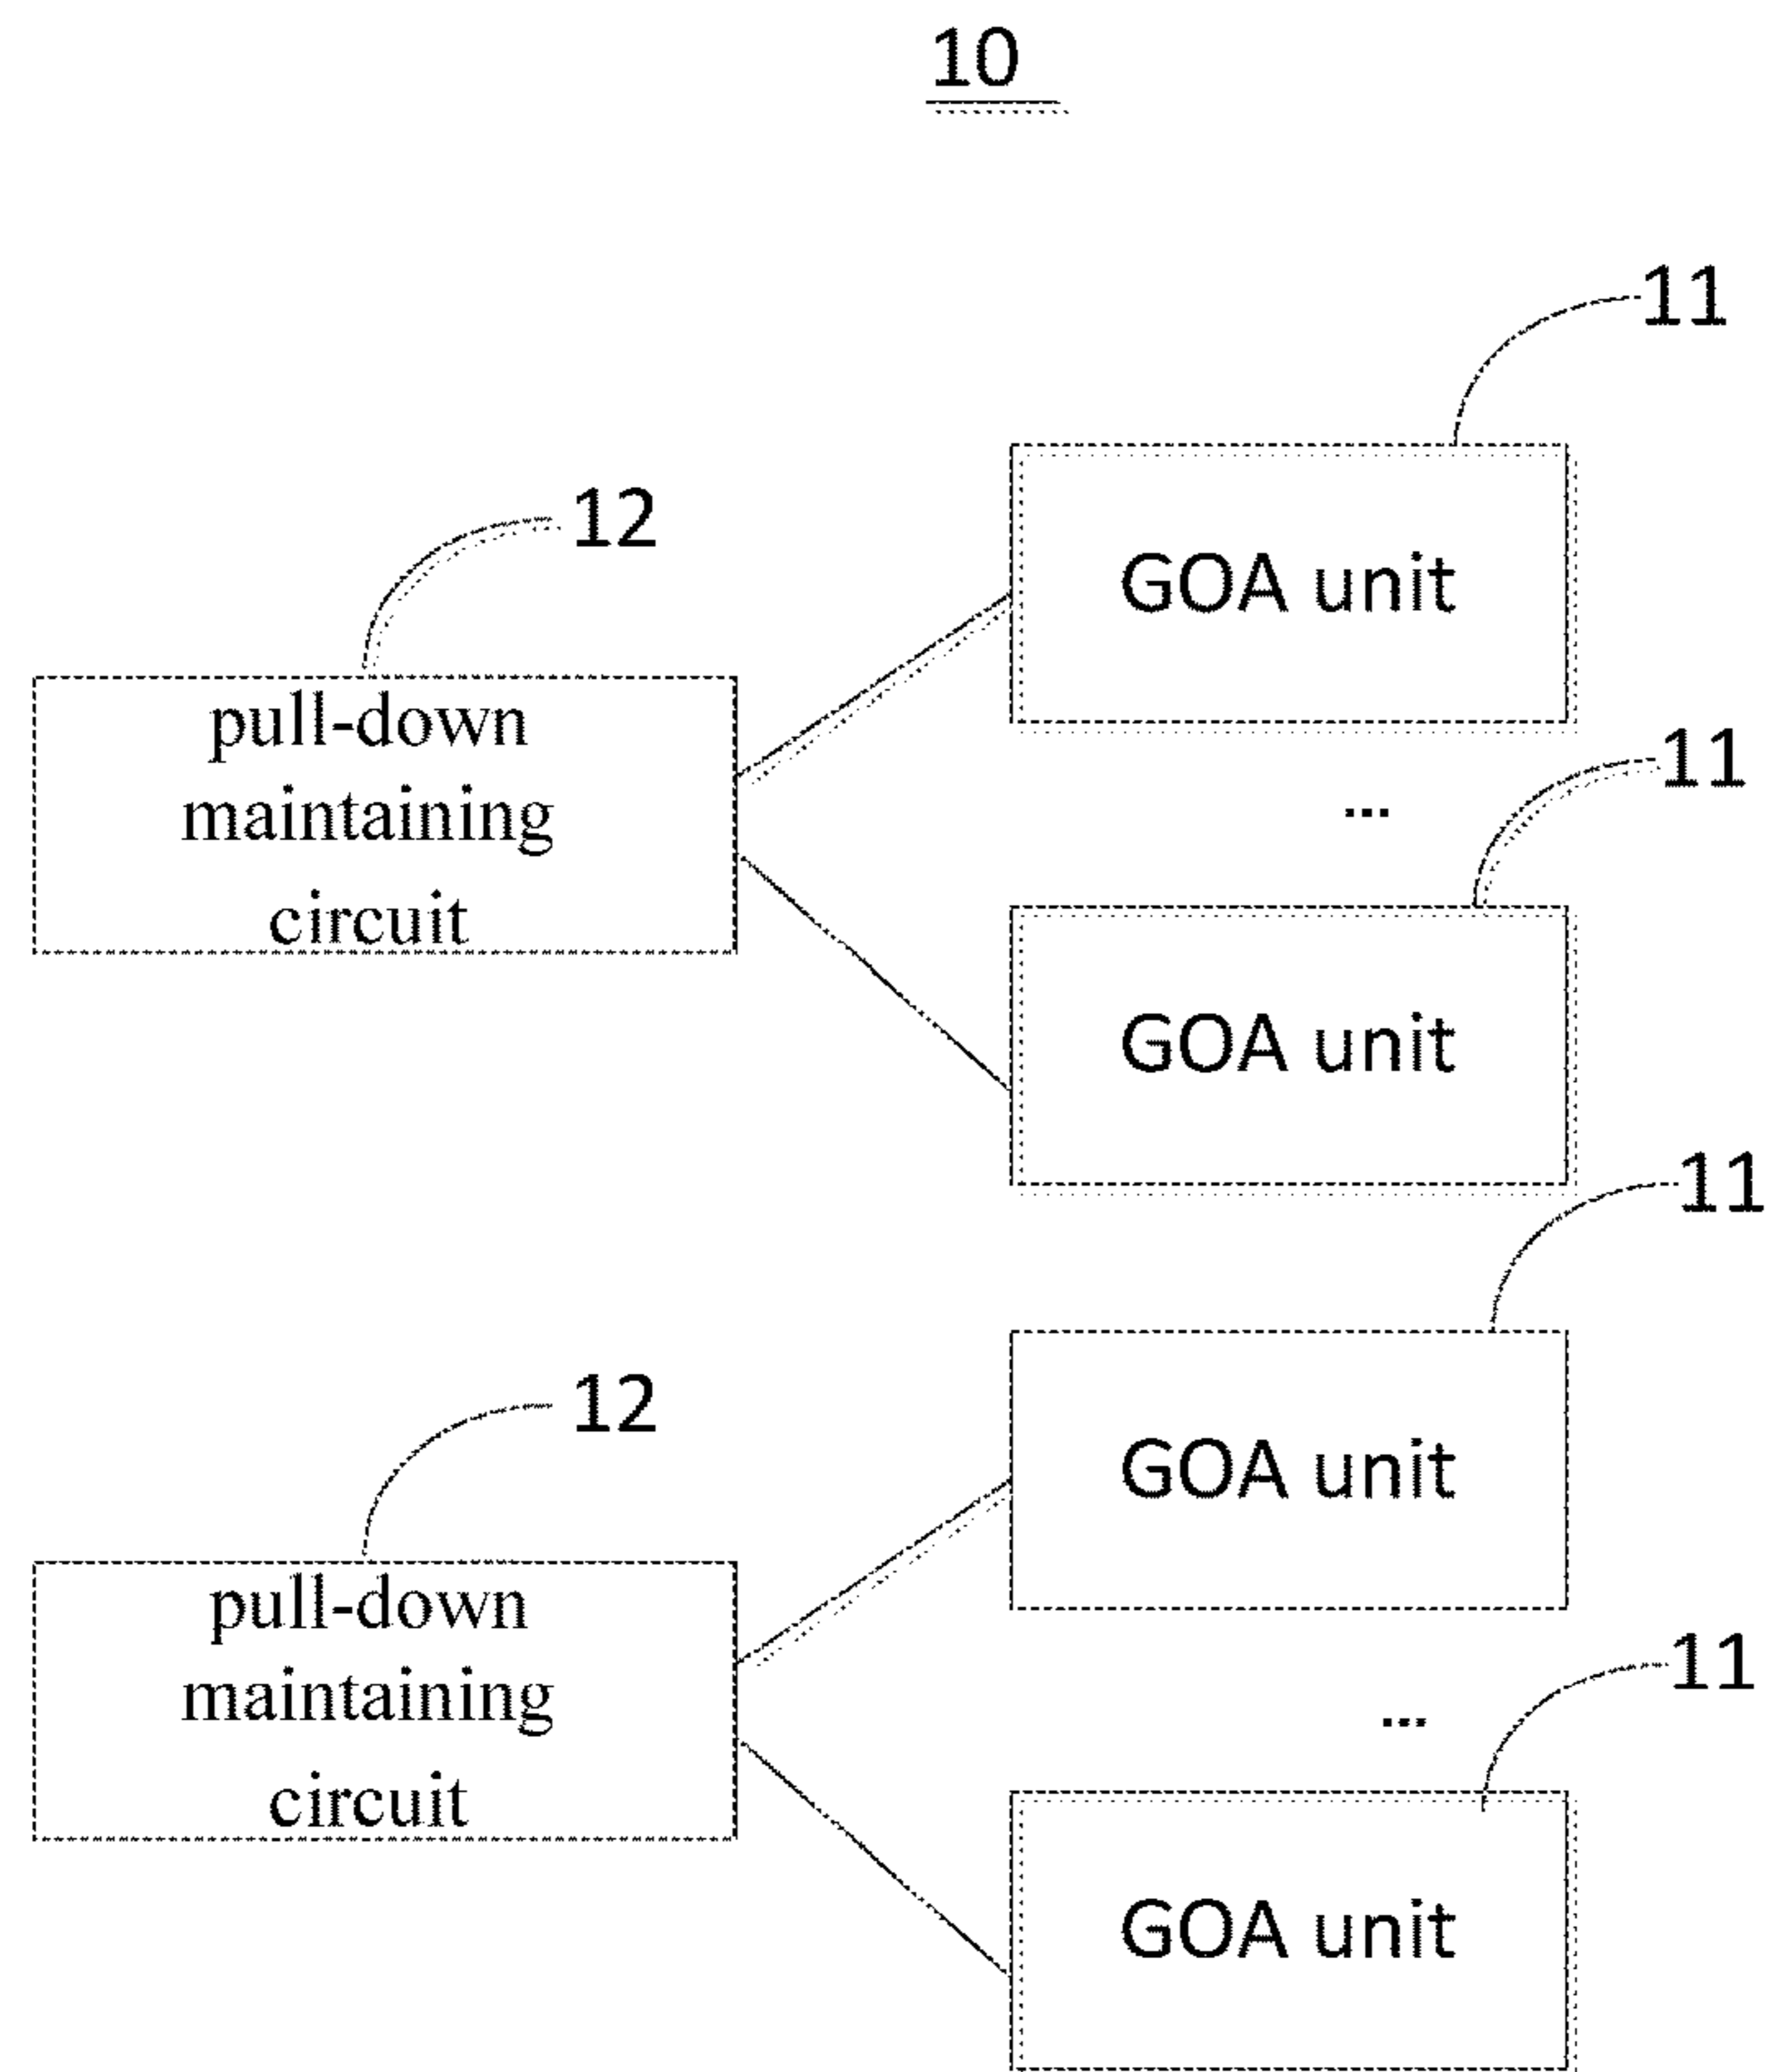 10
11
12
GOA unit
pull-down
maintaining
circuit
11
...
GOA unit
11
12
GOA unit
pull-down
maintaining
circuit
11
...
GOA unit